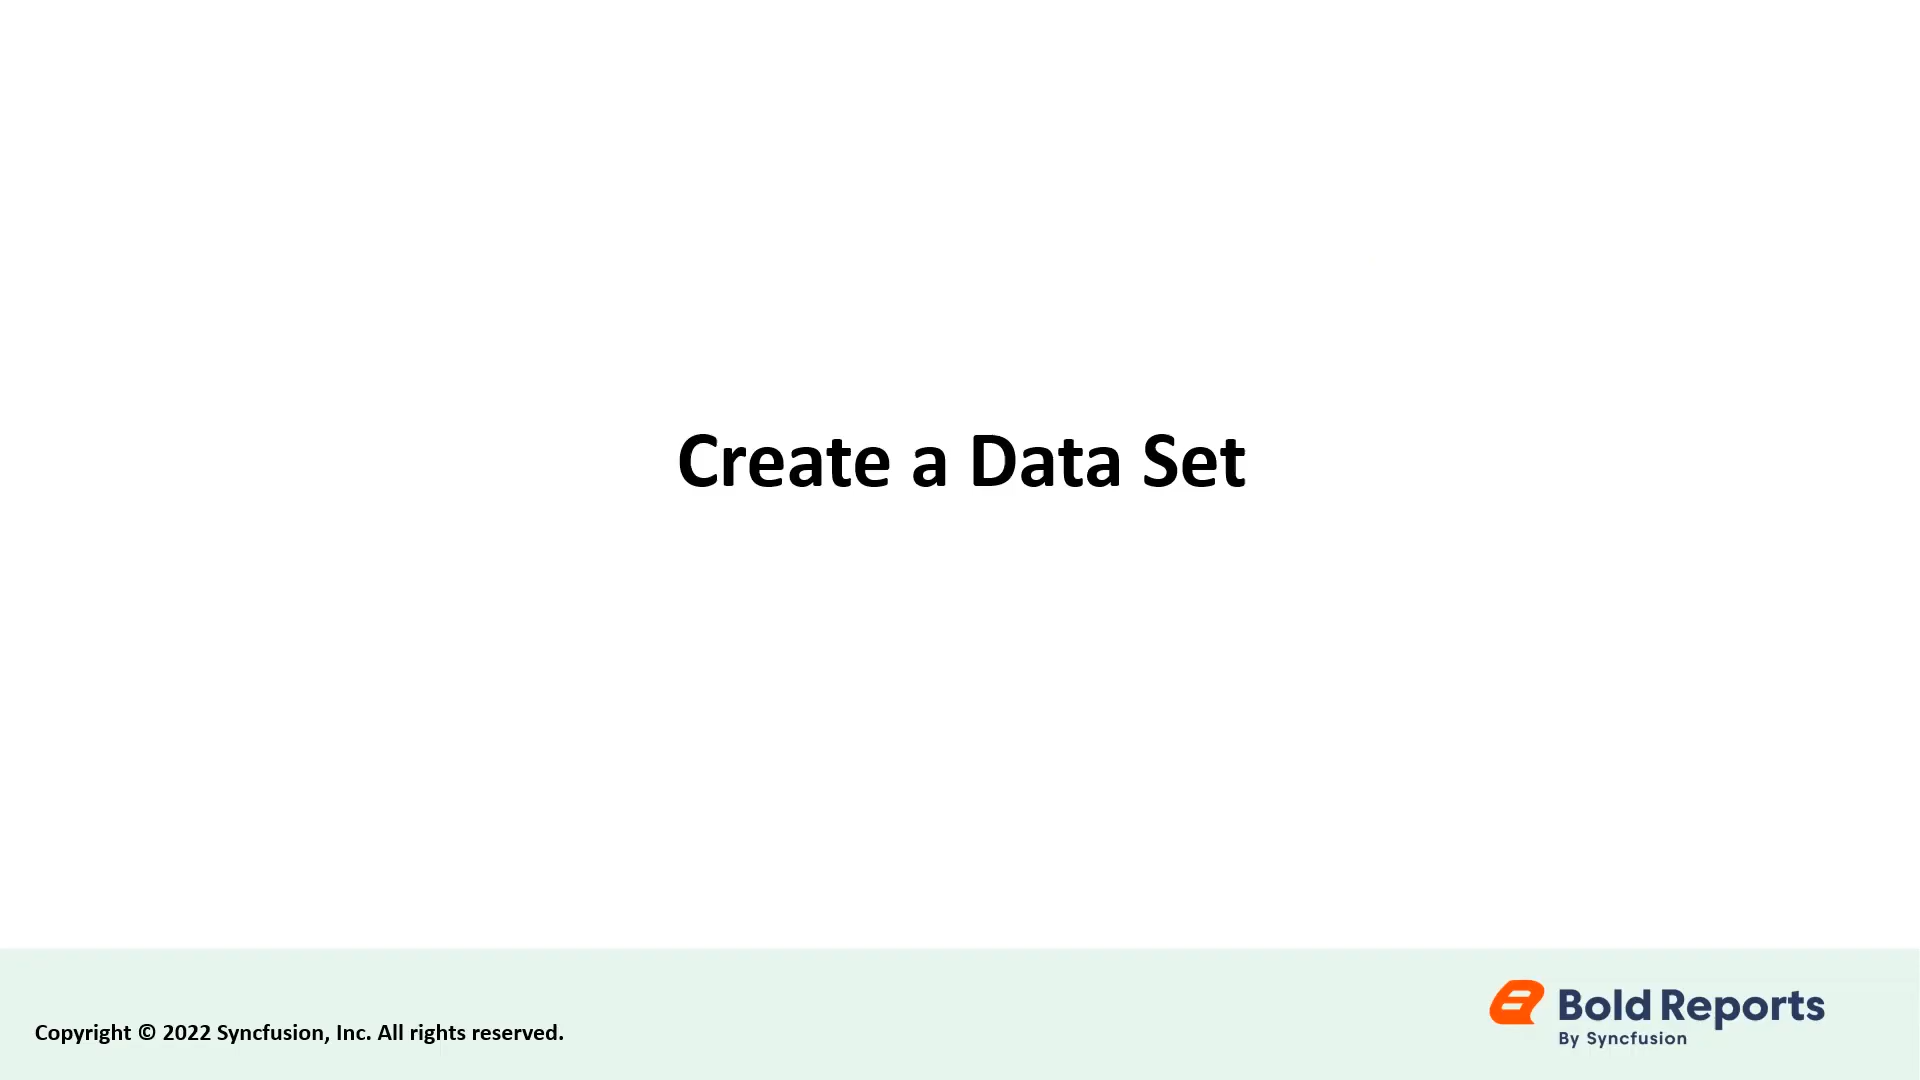 Create a Data Set
Copyright © 2022 Syncfusion, Inc. All rights reserved.
Bold Reports
By Syncfusion